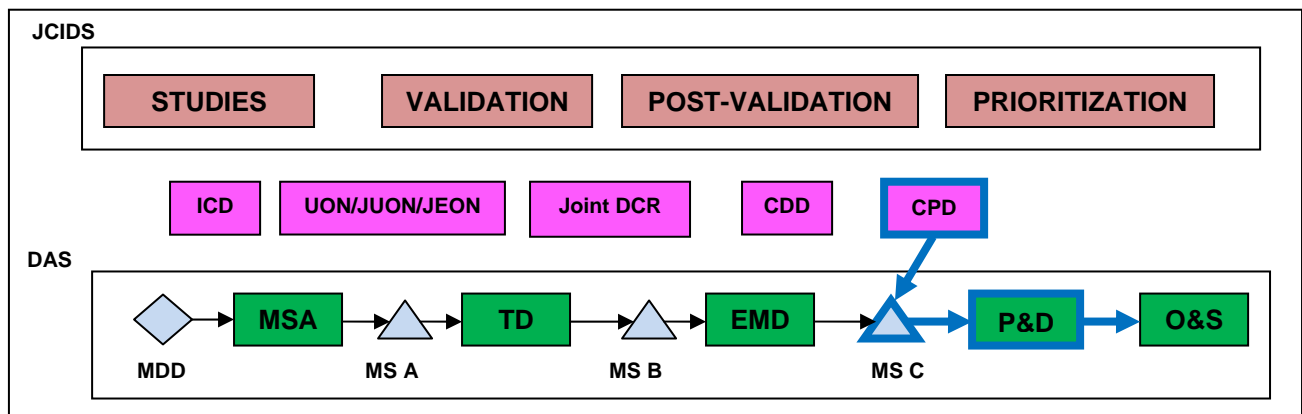 JCIDS
STUDIES VALIDATION POST-VALIDATION PRIORITIZATION
ICD UON/JUON/JEON Joint DCR CDD CPD
DAS
MSA TD EMD P&D O&S
MDD MS A MS B MS C